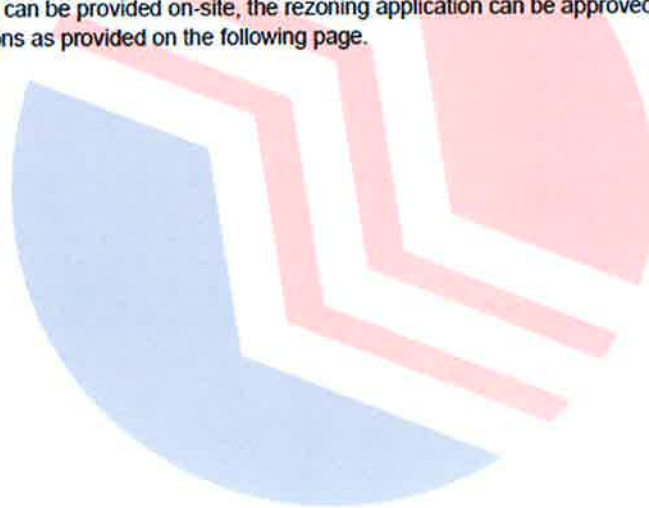 can be provided on-site, the rezoning application can be approved
ns as provided on the following page.